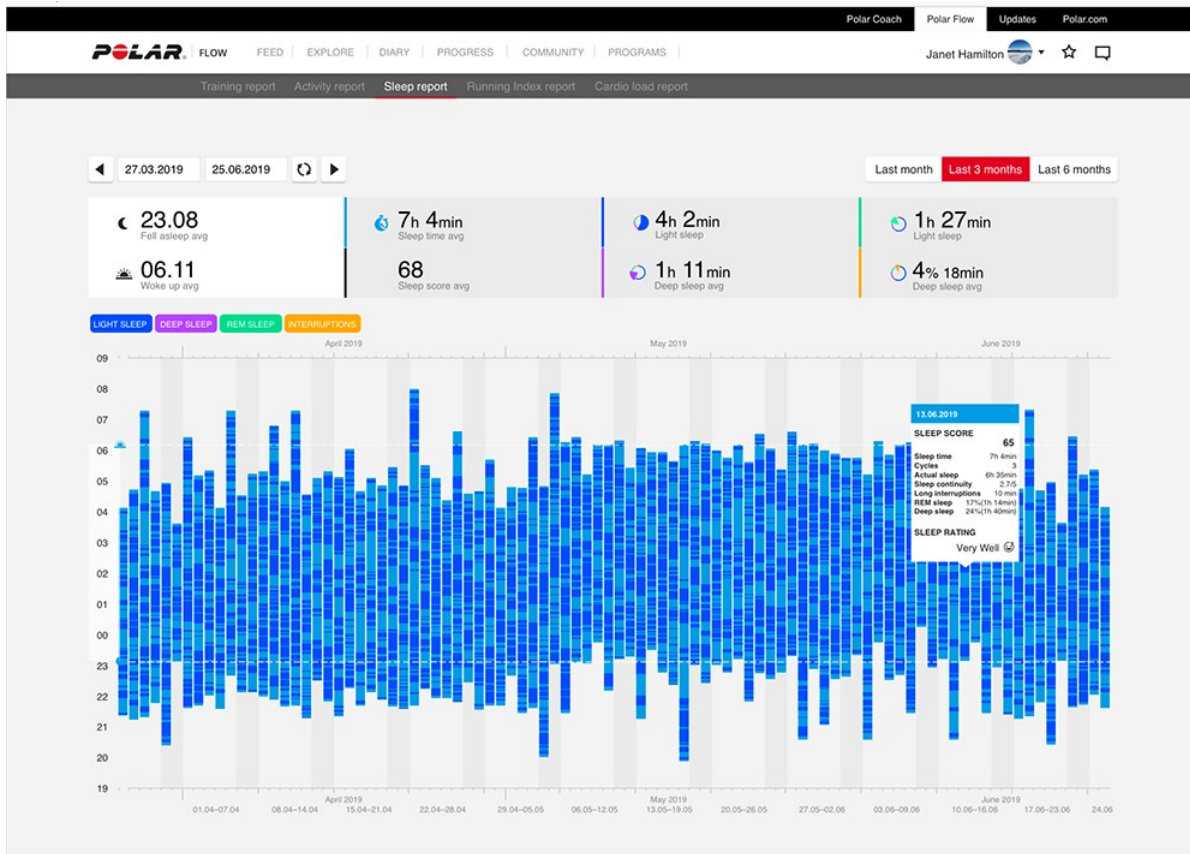 Polar Coach Polar Flow Updates Polar.com
POLAR. FLOW FEED EXPLORE DIARY PROGRESS COMMUNITY PROGRAMS Janet Hamilton
Training report Activity report Sleep report Running Index report Cardio load report
27.03.2019 25.06.2019 Last month Last 3 months Last 6 months
23.08 7h 4min 4h 2min 1h 27min
Fell asleep avg Sleep time avg Light sleep Light sleep
06.11 68 1h 11min 4% 18min
Woke up avg Sleep score avg Deep sleep avg Deep sleep avg
LIGHT SLEEP DEEP SLEEP REM SLEEP INTERRUPTIONS
April 2019 May 2019 June 2019
09
08
07
06
05
04
03
02
01
00
23
22
21
20
19
13.06.2019
SLEEP SCORE
65
Sleep time 7h 4min
Cycles 3
Actual sleep 6h 35min
Sleep continuity 2.7/5
Long interruptions 10 min
REM sleep 17%(1h 14min)
Deep sleep 24%(1h 40min)
SLEEP RATING
Very Well
April 2019 May 2019 June 2019
01.04–07.04 08.04–14.04 15.04–21.04 22.04–28.04 29.04–05.05 06.05–12.05 13.05–19.05 20.05–26.05 27.05–02.06 03.06–09.06 10.06–16.06 17.06–23.06 24.06